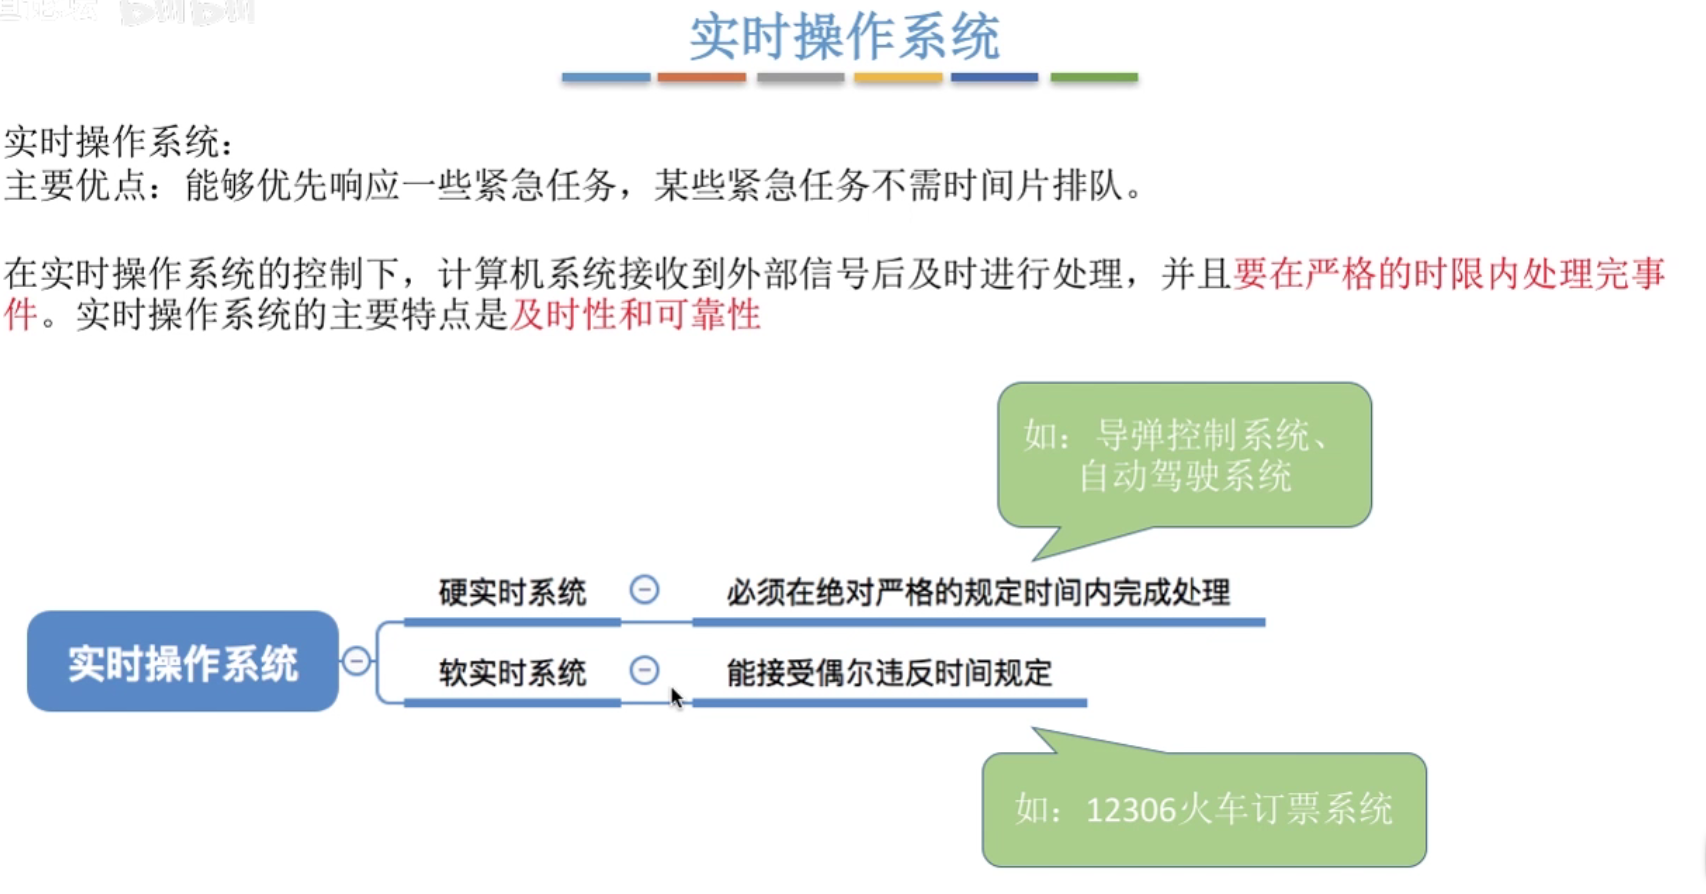 实时操作系统
实时操作系统：
主要优点：能够优先响应一些紧急任务，某些紧急任务不需时间片排队。
在实时操作系统的控制下，计算机系统接收到外部信号后及时进行处理，并且要在严格的时限内处理完事
件。实时操作系统的主要特点是及时性和可靠性
如：导弹控制系统、
自动驾驶系统
硬实时系统
必须在绝对严格的规定时间内完成处理
实时操作系统
软实时系统
能接受偶尔违反时间规定
如：12306火车订票系统